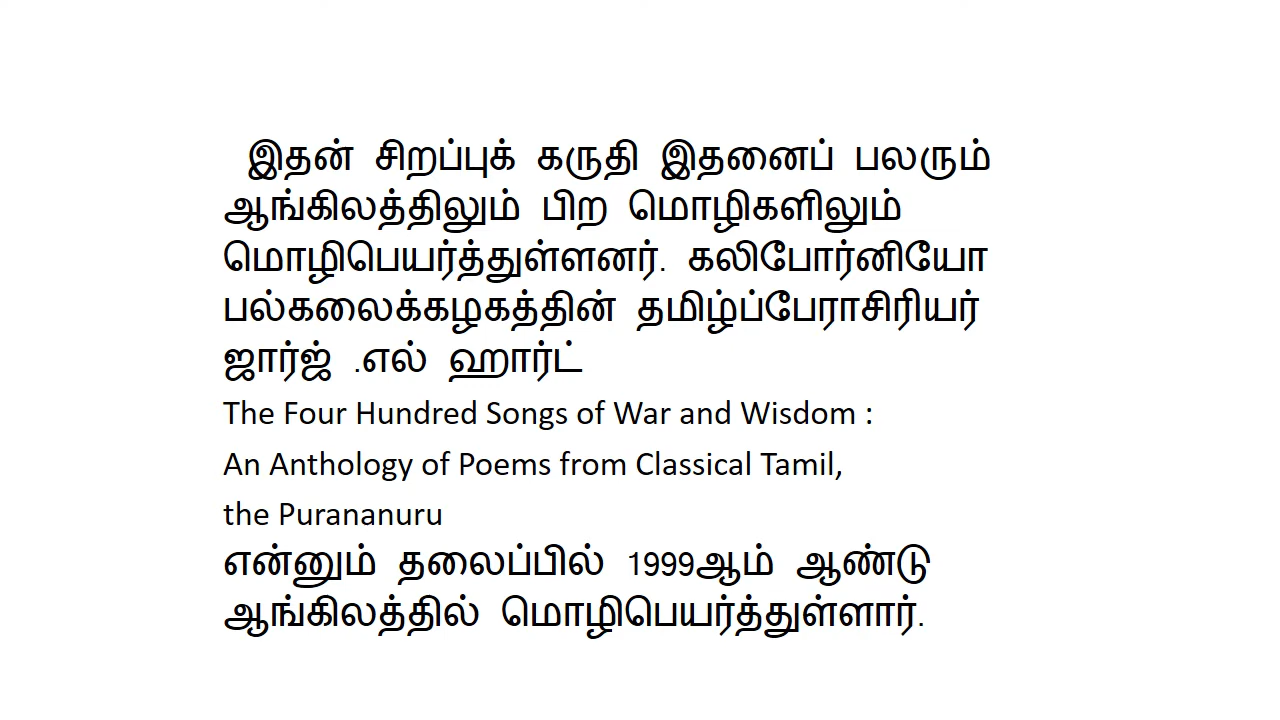 இதன் சிறப்புக் கருதி இதனைப் பலரும்
ஆங்கிலத்திலும் பிற மொழிகளிலும்
மொழிபெயர்த்துள்ளனர். கலிபோர்னியோ
பல்கலைக்கழகத்தின் தமிழ்ப்பேராசிரியர்
ஜார்ஜ் .எல் ஹார்ட்
The Four Hundred Songs of War and Wisdom :
An Anthology of Poems from Classical Tamil,
the Purananuru
என்னும் தலைப்பில் 1999ஆம் ஆண்டு
ஆங்கிலத்தில் மொழிபெயர்த்துள்ளார்.